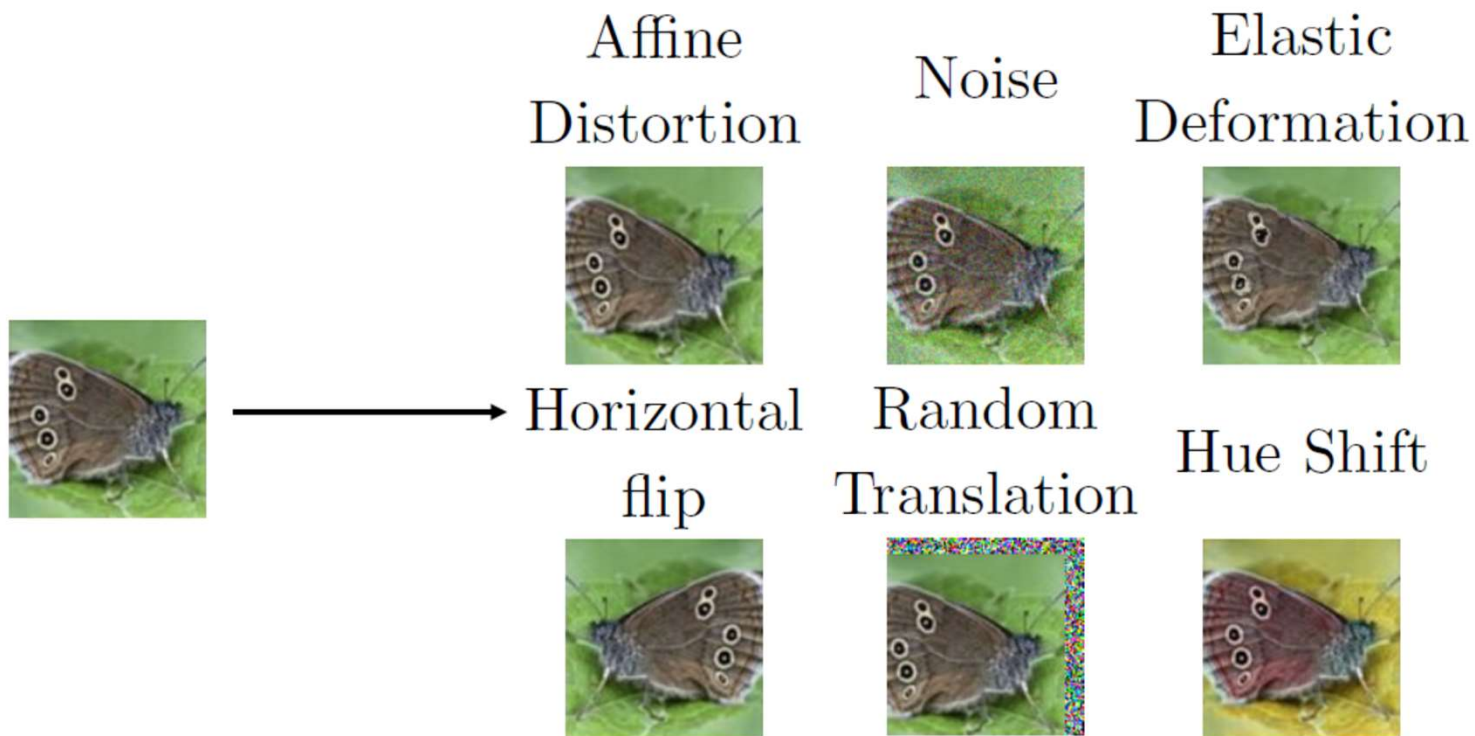 Affine
Distortion
Noise
Elastic
Deformation
Horizontal
flip
Random
Translation
Hue Shift